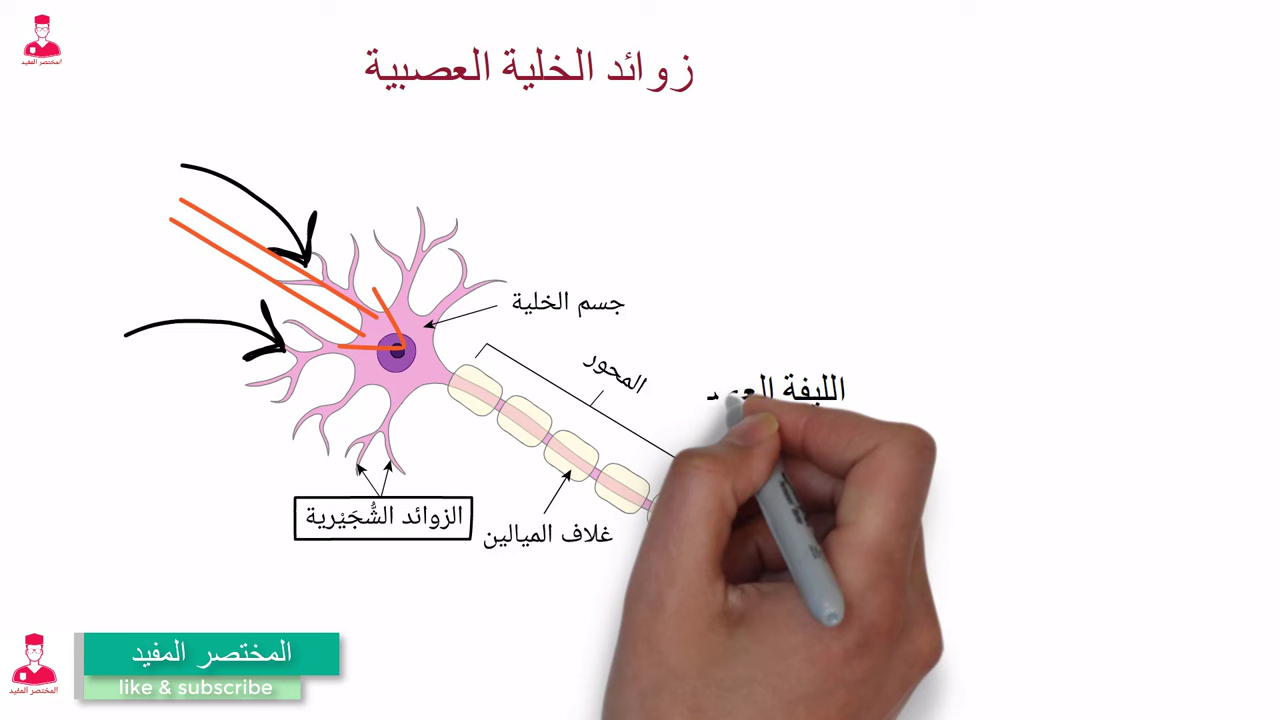 المختصر المفيد
زوائد الخلية العصبية
جسم الخلية
المحور
الليفة
الزوائد الشُّجَيْرية
غلاف الميالين
المختصر المفيد
المختصر المفيد
like & subscribe